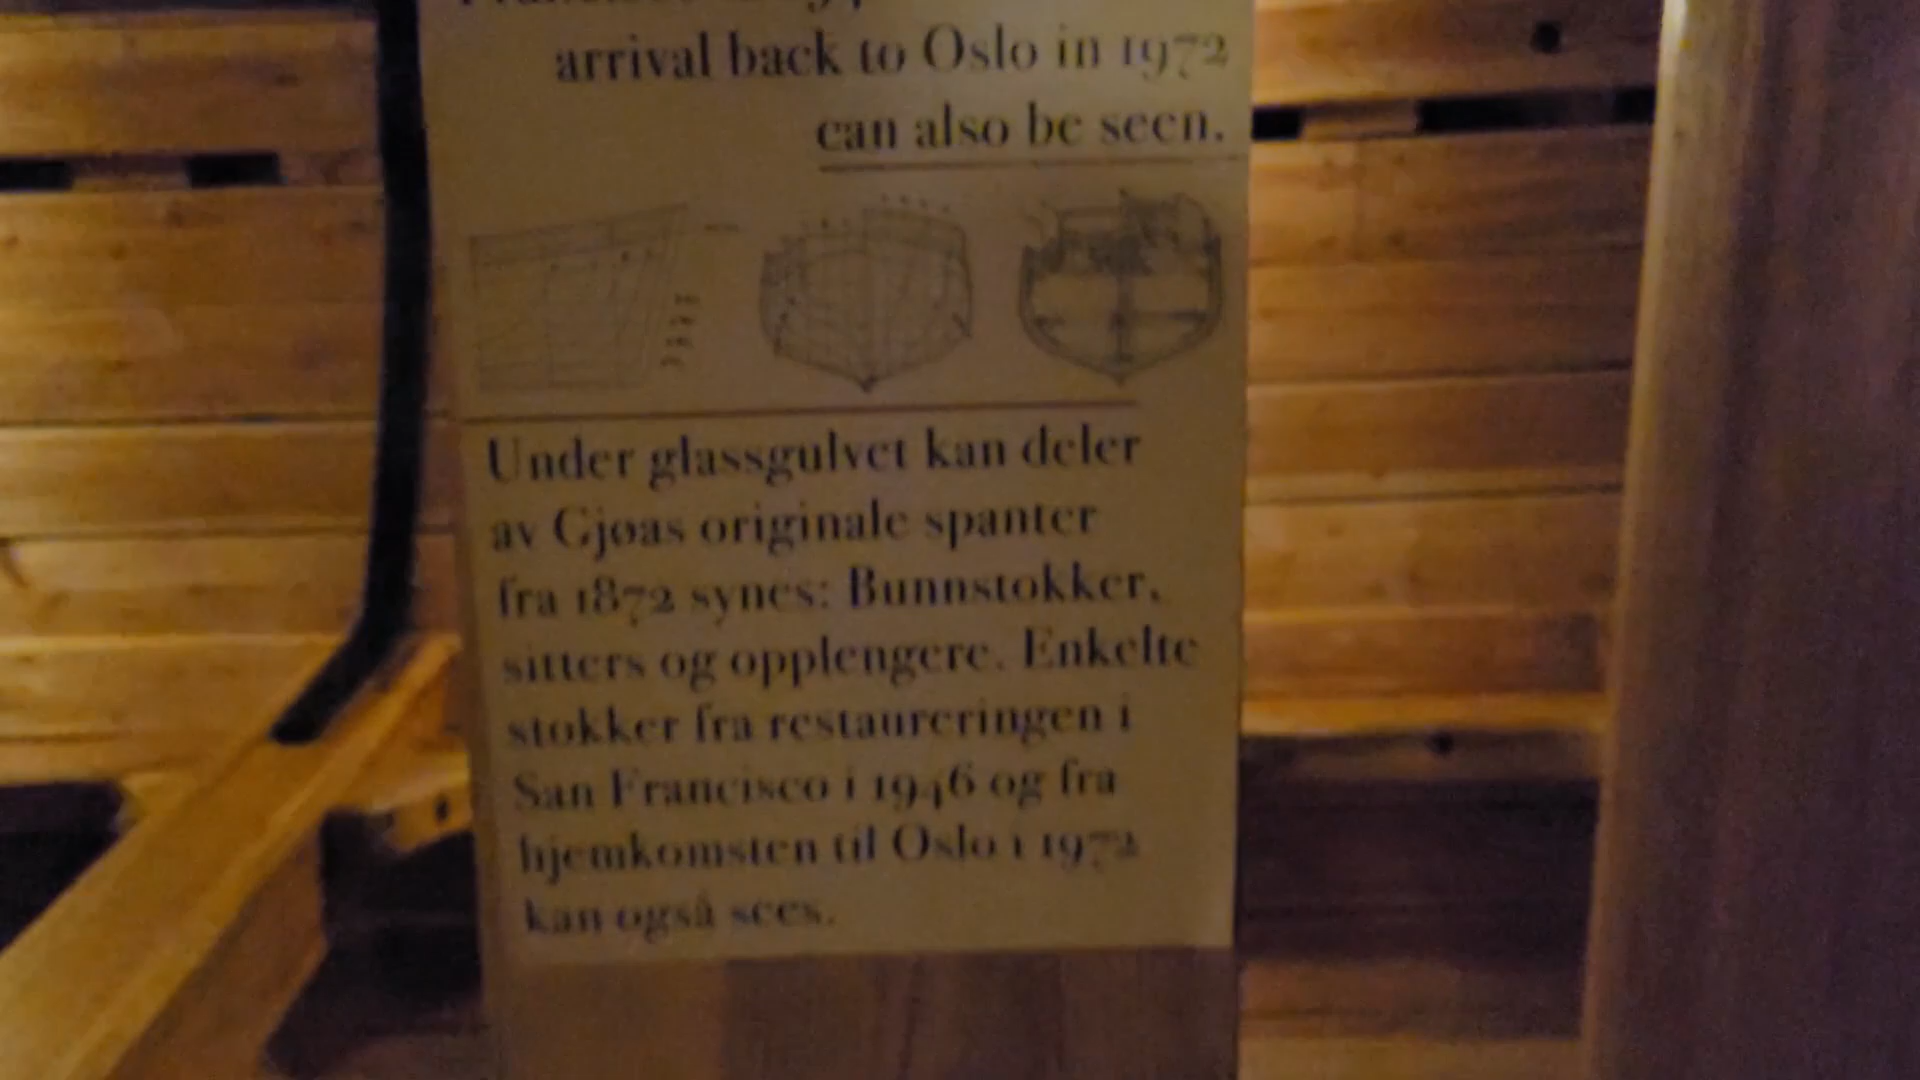 arrival back to Oslo in 1972
can also be seen.
Under glassgulvet kan deler
av Gjøas originale spanter
fra 1872 synes: Bunnstokker,
sitters og opplengere. Enkelte
stokker fra restaureringen i
San Francisco i 1946 og fra
hjemkomsten til Oslo i 1972
kan også sees.